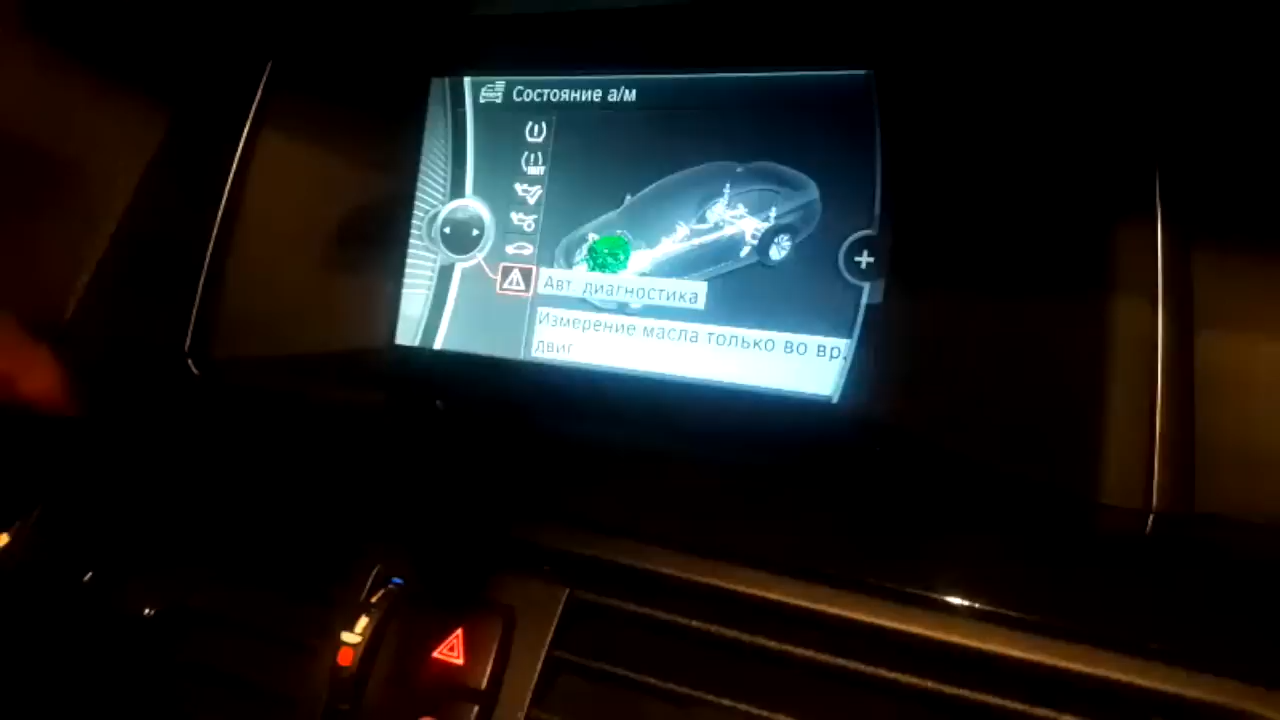 Состояние а/м
Авт. диагностика
Измерение масла только во вр.
двиг